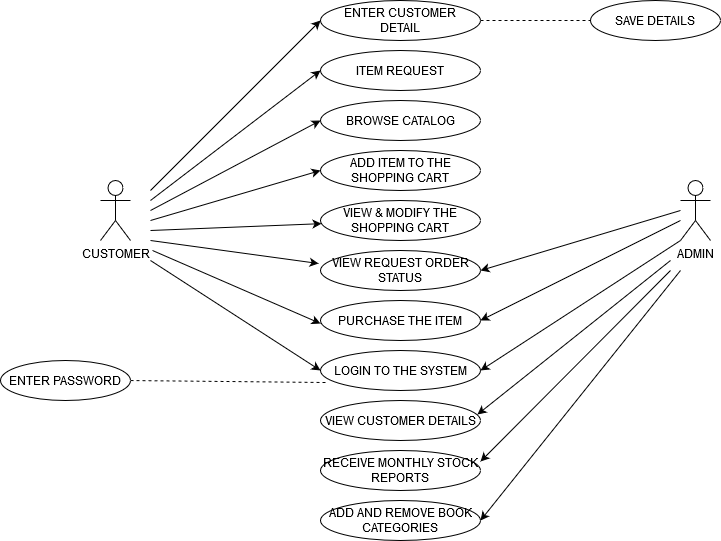 ENTER CUSTOMER
DETAIL
SAVE DETAILS
ITEM REQUEST
BROWSE CATALOG
ADD ITEM TO THE
SHOPPING CART
VIEW & MODIFY THE
SHOPPING CART
CUSTOMER
ADMIN
VIEW REQUEST ORDER
STATUS
PURCHASE THE ITEM
LOGIN TO THE SYSTEM
ENTER PASSWORD
VIEW CUSTOMER DETAILS
RECEIVE MONTHLY STOCK
REPORTS
ADD AND REMOVE BOOK
CATEGORIES